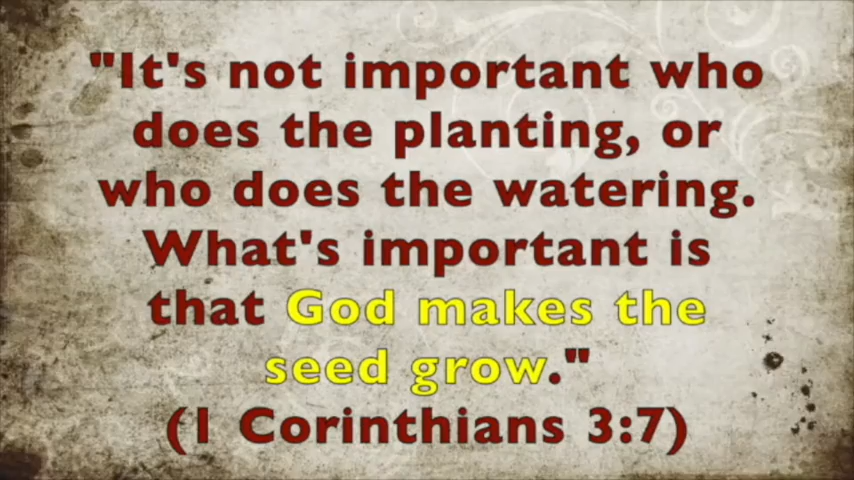 "It's not important who
does the planting, or
who does the watering.
What's important is
that God makes the
seed grow."
(1 Corinthians 3:7)